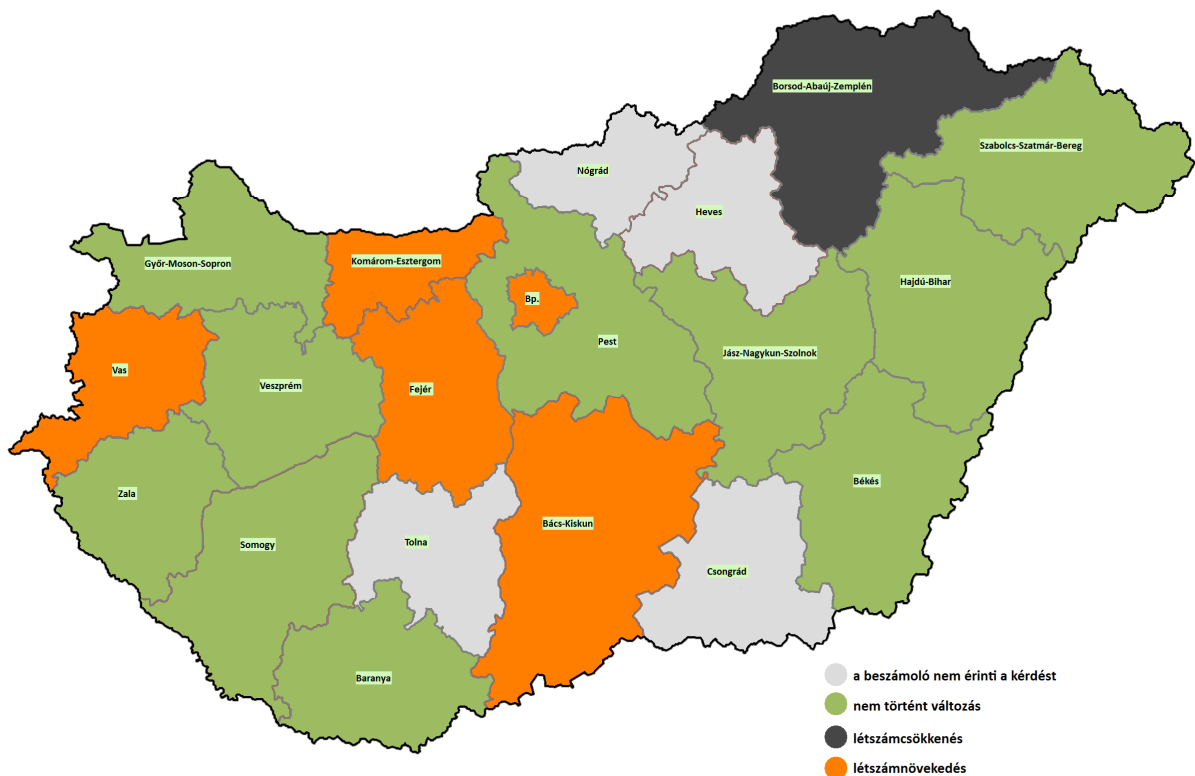 Borsod-Abaúj-Zemplén
Szabolcs-Szatmár-Bereg
Nógrád
Heves
Győr-Moson-Sopron
Komárom-Esztergom
Hajdú-Bihar
Bp.
Pest
Jász-Nagykun-Szolnok
Vas
Veszprém
Fejér
Békés
Zala
Bács-Kiskun
Somogy
Tolna
Csongrád
Baranya
a beszámoló nem érinti a kérdést
nem történt változás
létszámcsökkenés
létszámnövekedés